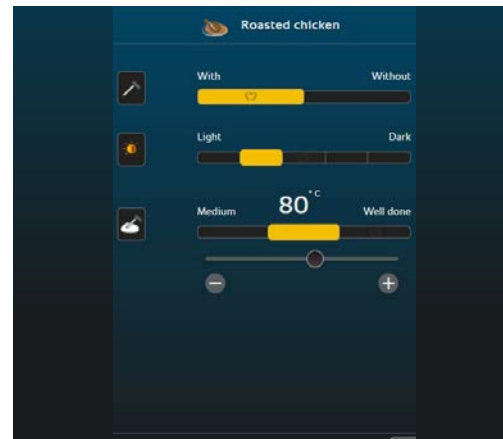 Roasted chicken
With Without
Light Dark
80°C
Medium Well done